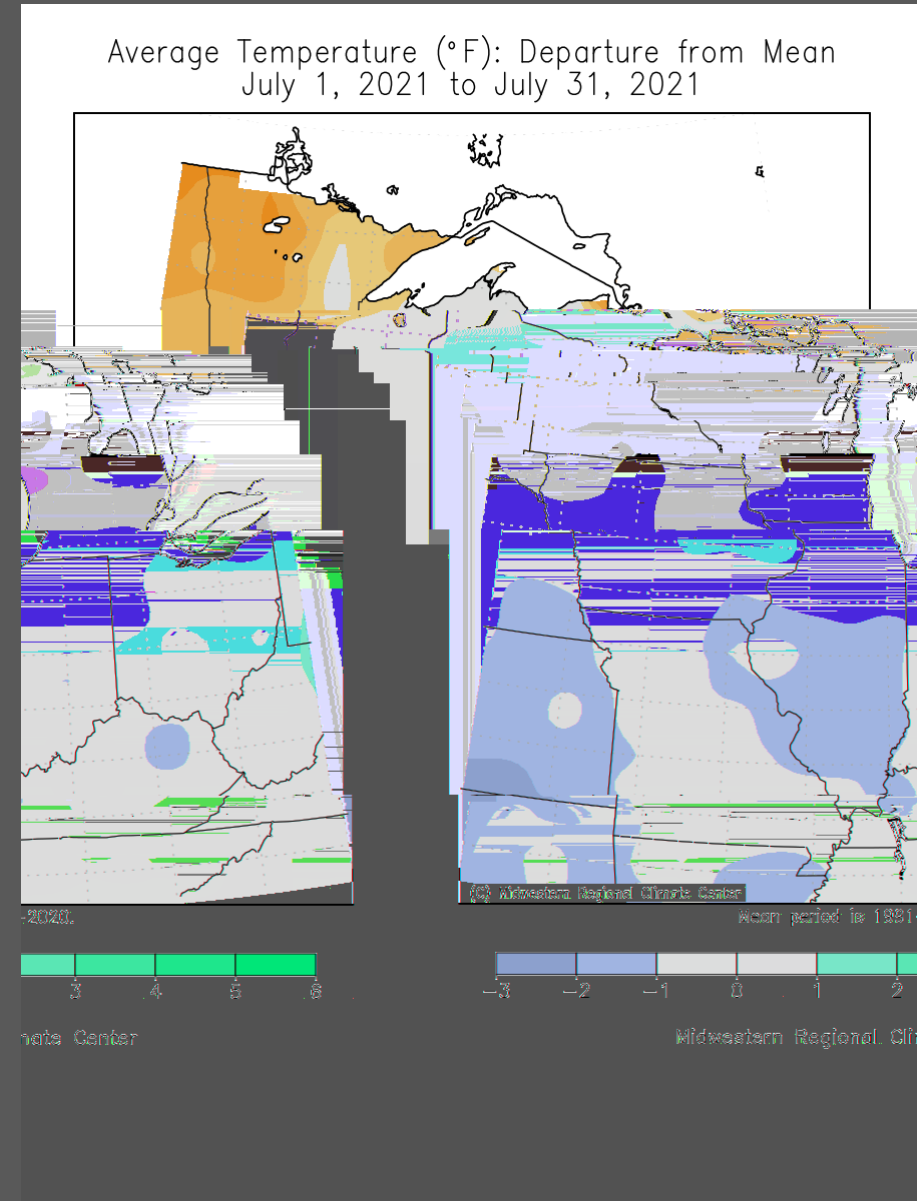 Average Temperature (°F): Departure from Mean
July 1, 2021 to July 31, 2021
(C) Midwestern Regional Climate Center
-2020.
Mean period is 1981
3 4 5 6
-3 -2 -1 0 1 2
mate Center
Midwestern Regional Cli